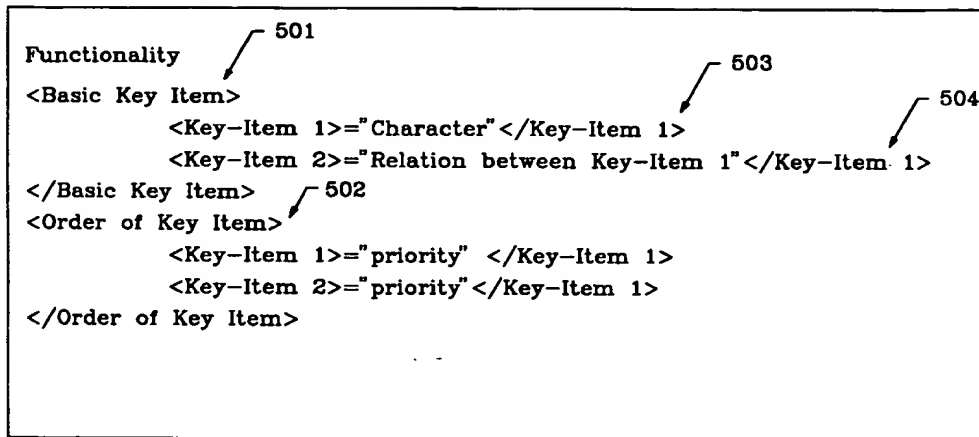 501
Functionality
503
<Basic Key Item>
504
<Key-Item 1>="Character"</Key-Item 1>
<Key-Item 2>="Relation between Key-Item 1"</Key-Item 1>
</Basic Key Item>
502
<Order of Key Item>
<Key-Item 1>="priority" </Key-Item 1>
<Key-Item 2>="priority"</Key-Item 1>
</Order of Key Item>